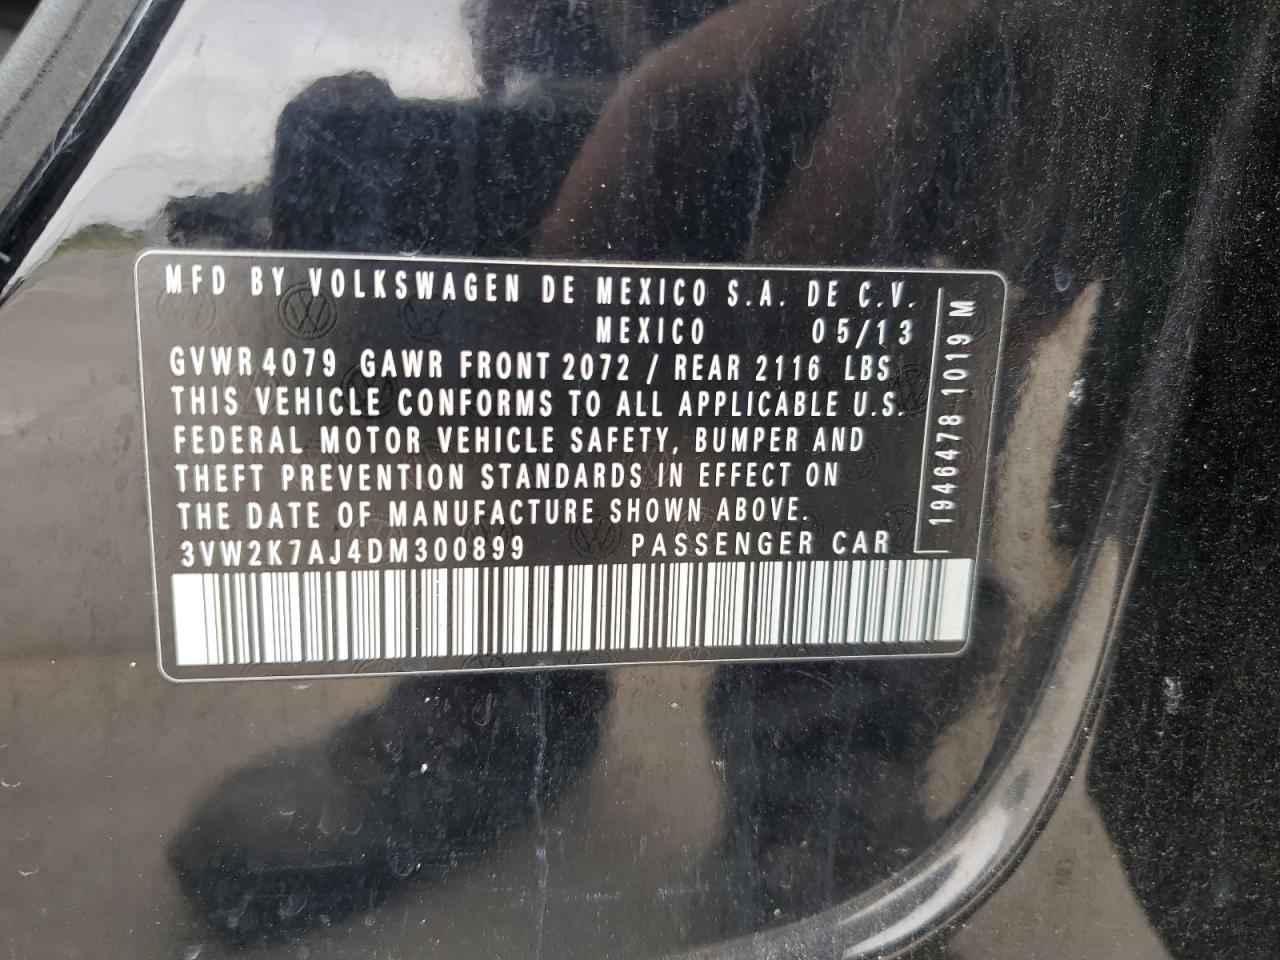 MFD BY VOLKSWAGEN DE MEXICO S.A. DE C.V.
MEXICO 05/13
GVWR 4079 GAWR FRONT 2072 / REAR 2116 LBS
THIS VEHICLE CONFORMS TO ALL APPLICABLE U.S.
FEDERAL MOTOR VEHICLE SAFETY, BUMPER AND
THEFT PREVENTION STANDARDS IN EFFECT ON
THE DATE OF MANUFACTURE SHOWN ABOVE.
3VW2K7AJ4DM300899 PASSENGER CAR
1946478 1019 M